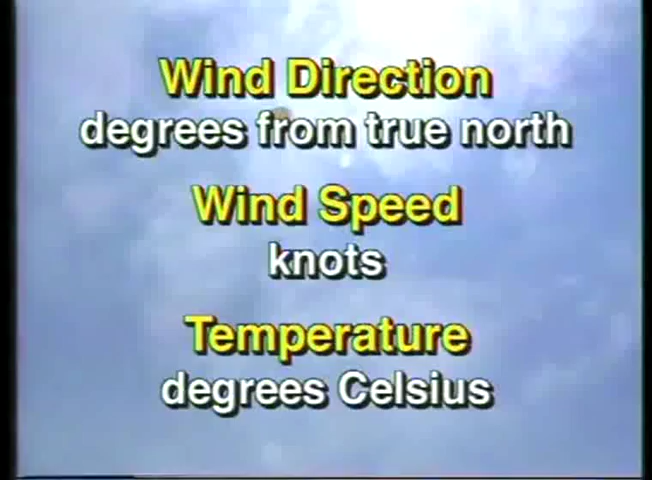 Wind Direction
degrees from true north
Wind Speed
knots
Temperature
degrees Celsius